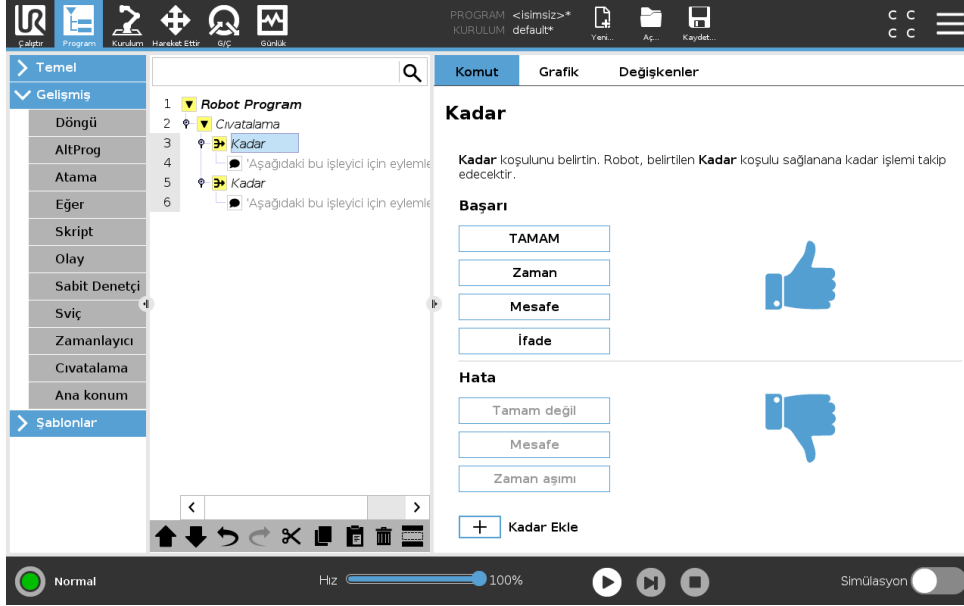 UR
PROGRAM <isimsiz>*
KURULUM default*
Çalıştır Program Kurulum Hareket Ettir G/Ç Günlük Yeni... Aç... Kaydet...
C C
C C
Temel
Gelişmiş
Döngü
AltProg
Atama
Eğer
Skript
Olay
Sabit Denetçi
Sviç
Zamanlayıcı
Cıvatalama
Ana konum
Şablonlar
1 Robot Program
2 Cıvatalama
3 Kadar
4 'Aşağıdaki bu işleyici için eylemle
5 Kadar
6 'Aşağıdaki bu işleyici için eylemle
Komut Grafik Değişkenler
Kadar
Kadar koşulunu belirtin. Robot, belirtilen Kadar koşulu sağlanana kadar işlemi takip
edecektir.
Başarı
TAMAM
Zaman
Mesafe
İfade
Hata
Tamam değil
Mesafe
Zaman aşımı
+ Kadar Ekle
Normal
Hız 100%
Simülasyon